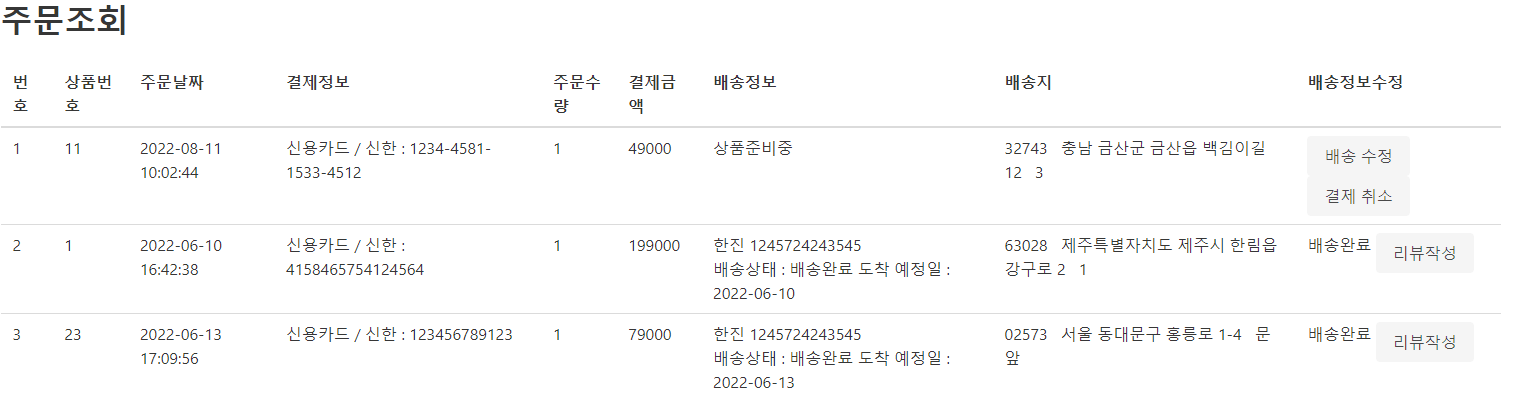 주문조회
번호 상품번호 주문날짜 결제정보 주문수량 결제금액 배송정보 배송지 배송정보수정
1 11 2022-08-11 10:02:44 신용카드 / 신한 : 1234-4581-1533-4512 1 49000 상품준비중 32743 충남 금산군 금산읍 백김이길 12 3 배송 수정
결제 취소
2 1 2022-06-10 16:42:38 신용카드 / 신한 : 4158465754124564 1 199000 한진 1245724243545
배송상태 : 배송완료 도착 예정일 : 2022-06-10 63028 제주특별자치도 제주시 한림읍 강구로 2 1 배송완료 리뷰작성
3 23 2022-06-13 17:09:56 신용카드 / 신한 : 123456789123 1 79000 한진 1245724243545
배송상태 : 배송완료 도착 예정일 : 2022-06-13 02573 서울 동대문구 홍릉로 1-4 문앞 배송완료 리뷰작성